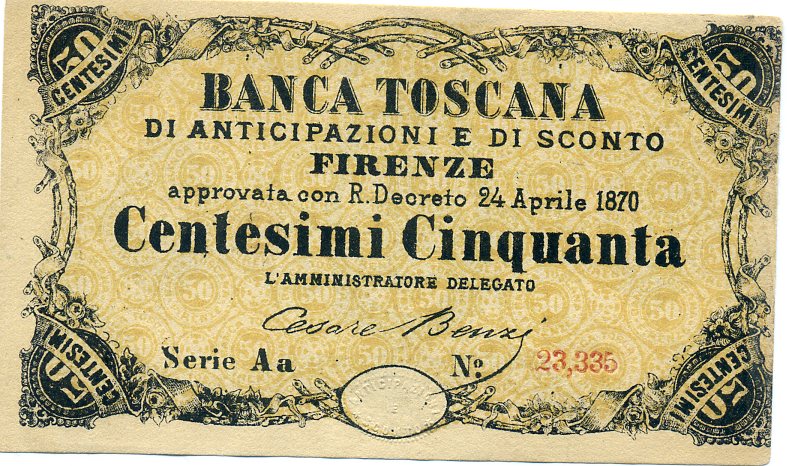 50 CENTESIMI
50 CENTESIMI
BANCA TOSCANA
DI ANTICIPAZIONI E DI SCONTO
FIRENZE
approvata con R. Decreto 24 Aprile 1870
Centesimi Cinquanta
L'AMMINISTRATORE DELEGATO
Cesare Benzi
Serie Aa Nº 23,335
CENTESIMI 50
CENTESIMI 50